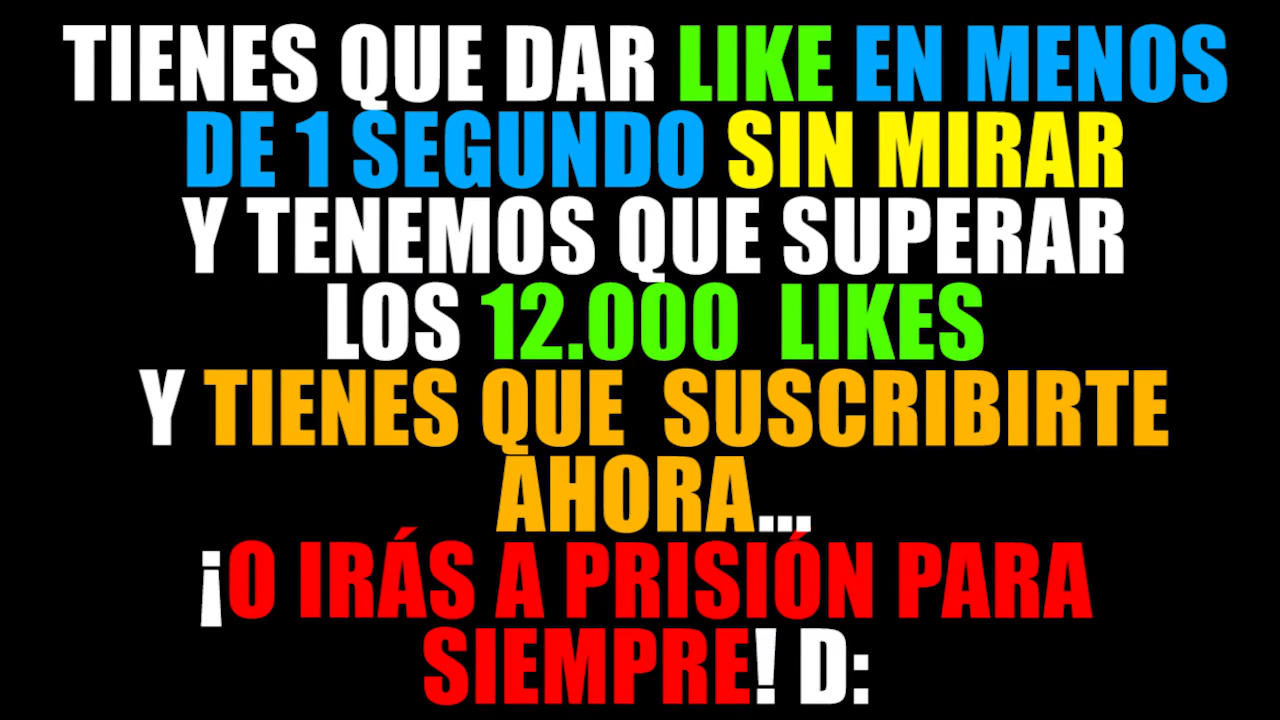 TIENES QUE DAR LIKE EN MENOS
DE 1 SEGUNDO SIN MIRAR
Y TENEMOS QUE SUPERAR
LOS 12.000 LIKES
Y TIENES QUE SUSCRIBIRTE
AHORA...
¡O IRÁS A PRISIÓN PARA
SIEMPRE! D: